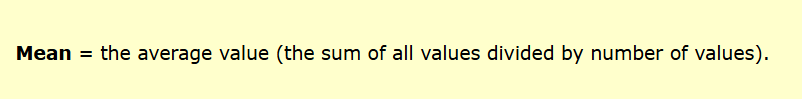 Mean = the average value (the sum of all values divided by number of values).